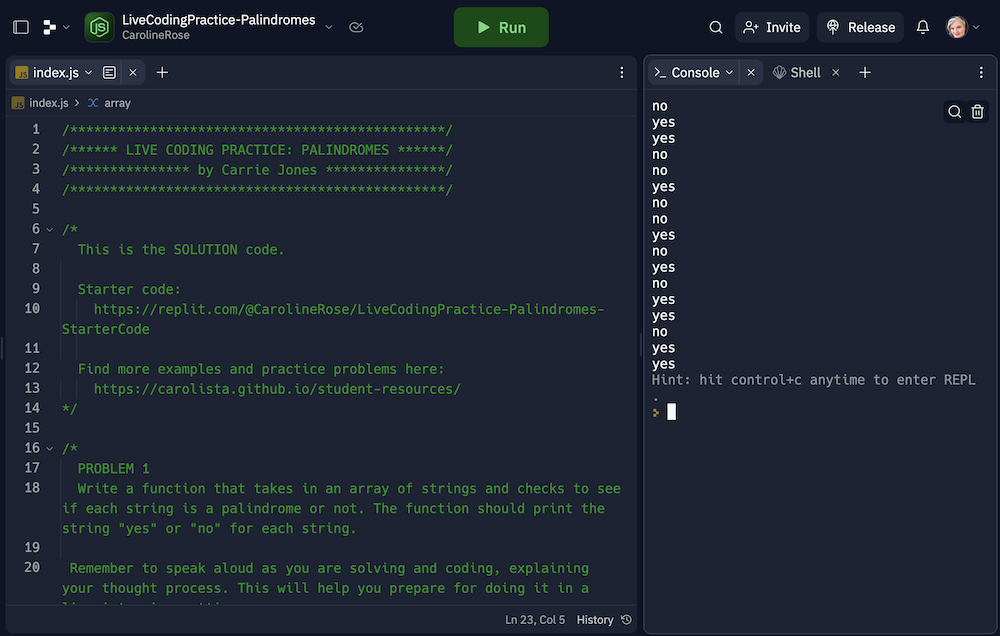 LiveCodingPractice-Palindromes
CarolineRose
Run
Invite
Release
JS index.js
JS index.js > array
1 /***********************************************/
2 /****** LIVE CODING PRACTICE: PALINDROMES ******/
3 /*************** by Carrie Jones ***************/
4 /***********************************************/
5
6 /*
7 This is the SOLUTION code.
8
9 Starter code:
10 https://replit.com/@CarolineRose/LiveCodingPractice-Palindromes-
StarterCode
11
12 Find more examples and practice problems here:
13 https://carolista.github.io/student-resources/
14 */
15
16 /*
17 PROBLEM 1
18 Write a function that takes in an array of strings and checks to see
if each string is a palindrome or not. The function should print the
string "yes" or "no" for each string.
19
20 Remember to speak aloud as you are solving and coding, explaining
your thought process. This will help you prepare for doing it in a
Ln 23, Col 5 History
>_ Console
Shell
no
yes
yes
no
no
yes
no
no
yes
no
yes
no
yes
yes
no
yes
yes
Hint: hit control+c anytime to enter REPL
.
>